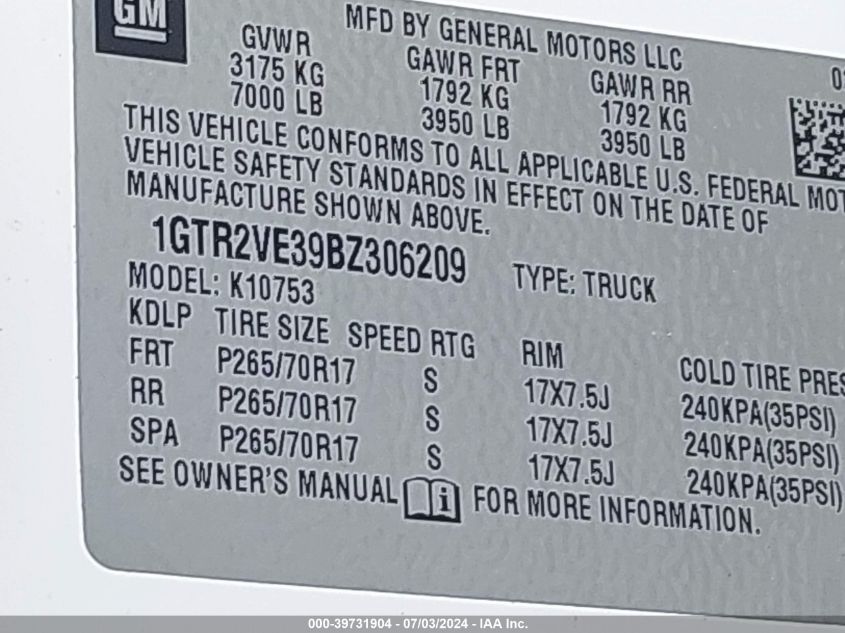 GM
MFD BY GENERAL MOTORS LLC
GVWR GAWR FRT GAWR RR
3175 KG 1792 KG 1792 KG
7000 LB 3950 LB 3950 LB
THIS VEHICLE CONFORMS TO ALL APPLICABLE U.S. FEDERAL MOT
VEHICLE SAFETY STANDARDS IN EFFECT ON THE DATE OF
MANUFACTURE SHOWN ABOVE.
1GTR2VE39BZ306209 TYPE: TRUCK
MODEL: K10753
KDLP TIRE SIZE SPEED RTG RIM COLD TIRE PRES
FRT P265/70R17 S 17X7.5J 240KPA(35PSI)
RR P265/70R17 S 17X7.5J 240KPA(35PSI)
SPA P265/70R17 S 17X7.5J 240KPA(35PSI)
SEE OWNER'S MANUAL i FOR MORE INFORMATION.
000-39731904 - 07/03/2024 - IAA Inc.